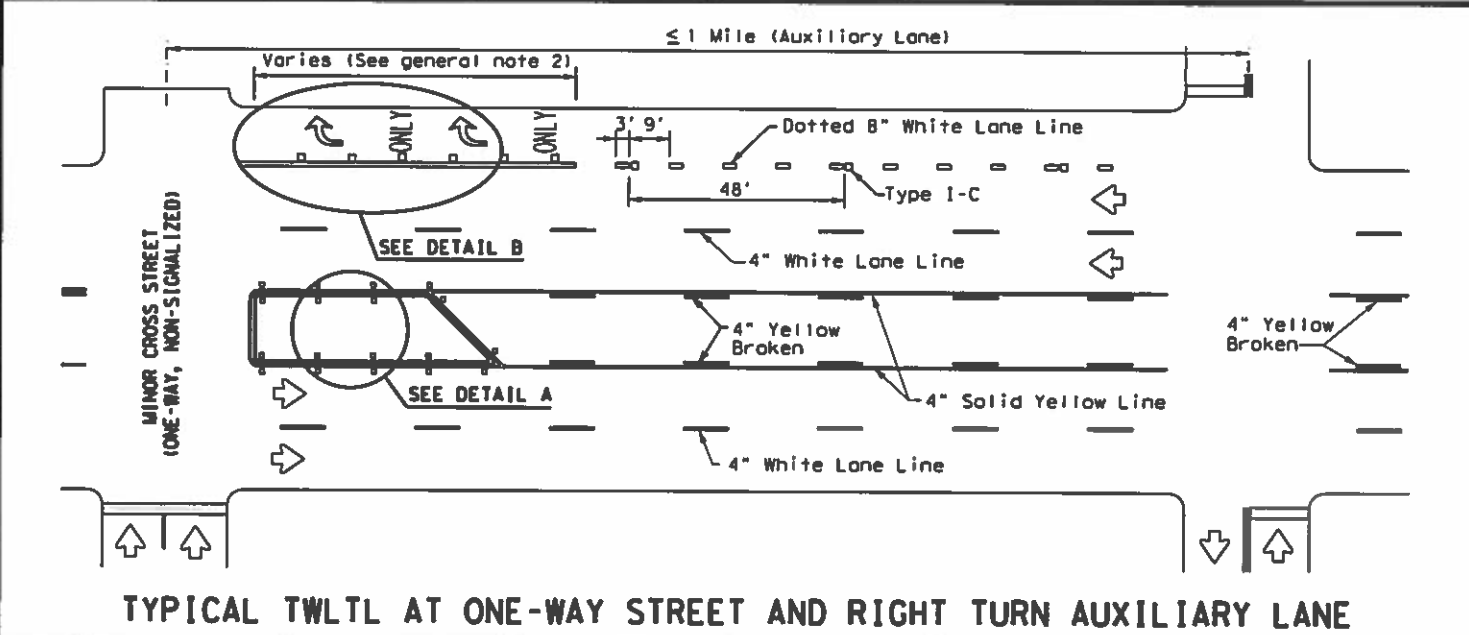 ≤ 1 Mile (Auxiliary Lane)
Varies (See general note 2)
ONLY
ONLY
3' 9'
Dotted 8" White Lane Line
48'
Type I-C
SEE DETAIL B
4" White Lane Line
MINOR CROSS STREET
(ONE-WAY, NON-SIGNALIZED)
4" Yellow
Broken
4" Yellow
Broken
SEE DETAIL A
4" Solid Yellow Line
4" White Lane Line
TYPICAL TWLTL AT ONE-WAY STREET AND RIGHT TURN AUXILIARY LANE